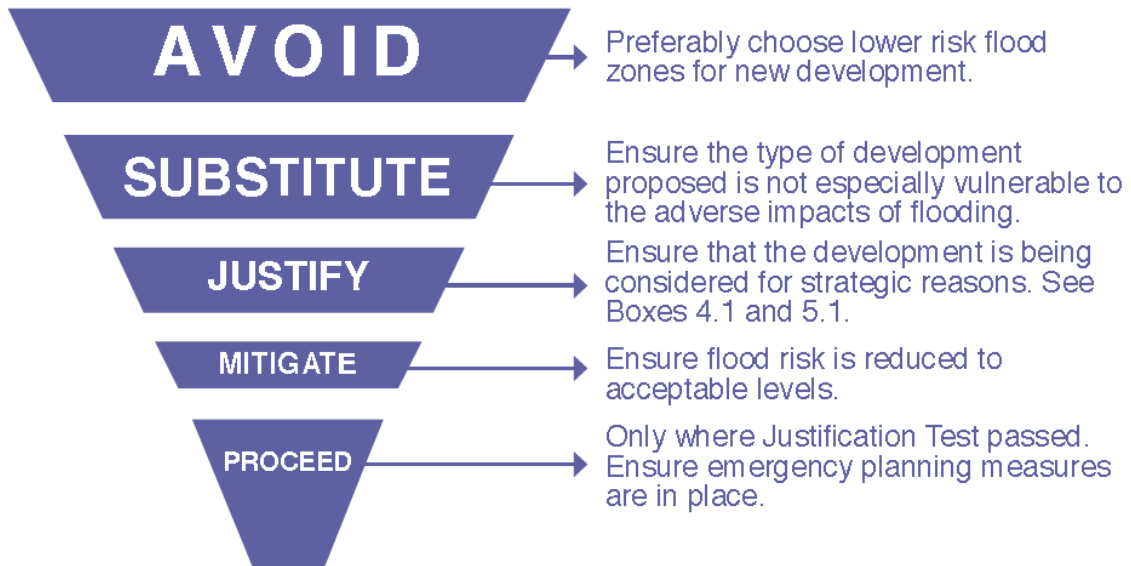 AVOID
Preferably choose lower risk flood
zones for new development.
SUBSTITUTE
Ensure the type of development
proposed is not especially vulnerable to
the adverse impacts of flooding.
JUSTIFY
Ensure that the development is being
considered for strategic reasons. See
Boxes 4.1 and 5.1.
MITIGATE
Ensure flood risk is reduced to
acceptable levels.
PROCEED
Only where Justification Test passed.
Ensure emergency planning measures
are in place.